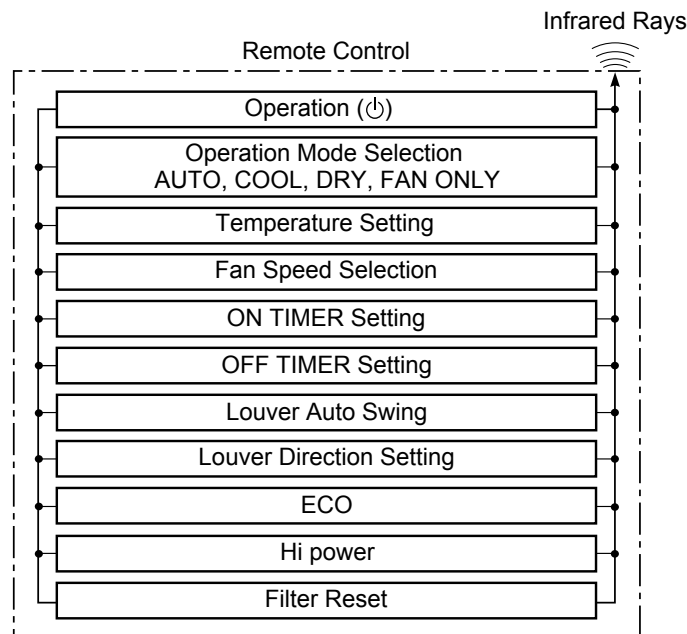 Infrared Rays
Remote Control
Operation (⏻)
Operation Mode Selection
AUTO, COOL, DRY, FAN ONLY
Temperature Setting
Fan Speed Selection
ON TIMER Setting
OFF TIMER Setting
Louver Auto Swing
Louver Direction Setting
ECO
Hi power
Filter Reset